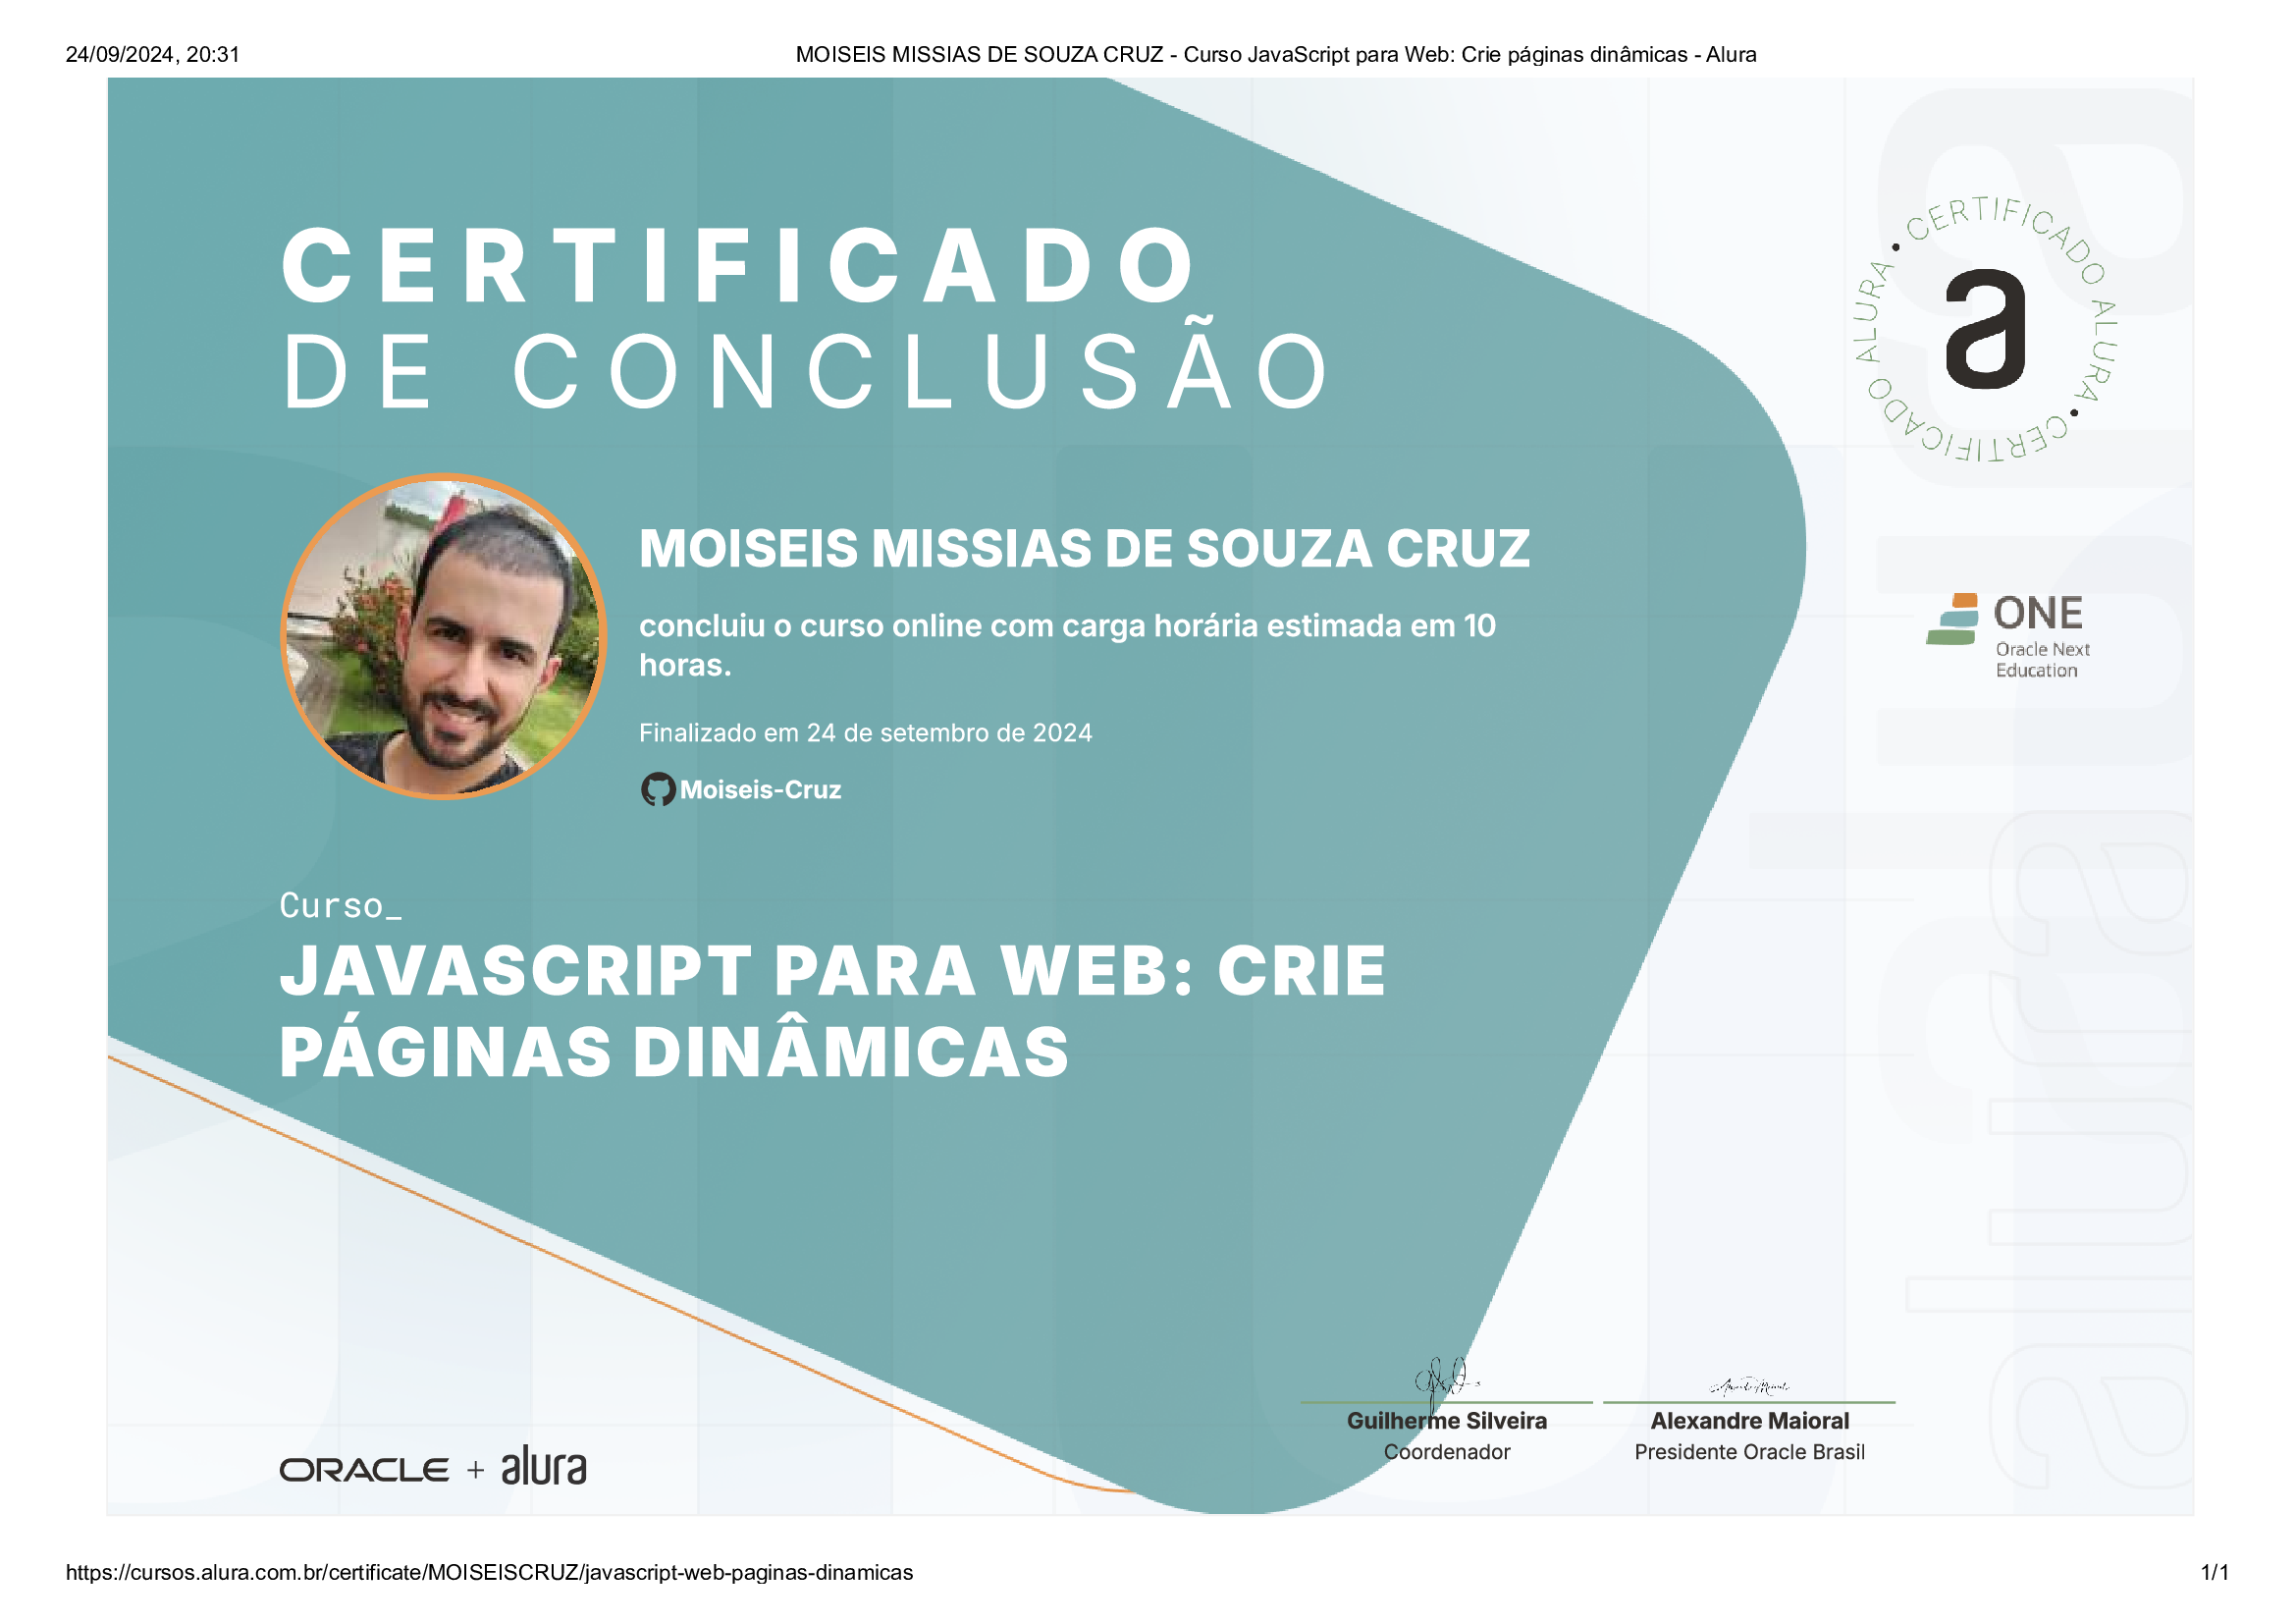 24/09/2024, 20:31
MOISEIS MISSIAS DE SOUZA CRUZ - Curso JavaScript para Web: Crie páginas dinâmicas - Alura
CERTIFICADO
DE CONCLUSÃO
CERTIFICADO ALURA • CERTIFICADO ALURA •
a
MOISEIS MISSIAS DE SOUZA CRUZ
concluiu o curso online com carga horária estimada em 10
horas.
Finalizado em 24 de setembro de 2024
Moiseis-Cruz
ONE
Oracle Next
Education
Curso_
JAVASCRIPT PARA WEB: CRIE
PÁGINAS DINÂMICAS
alura
Guilherme Silveira
Coordenador
Alexandre Maioral
Presidente Oracle Brasil
ORACLE + alura
https://cursos.alura.com.br/certificate/MOISEISCRUZ/javascript-web-paginas-dinamicas
1/1